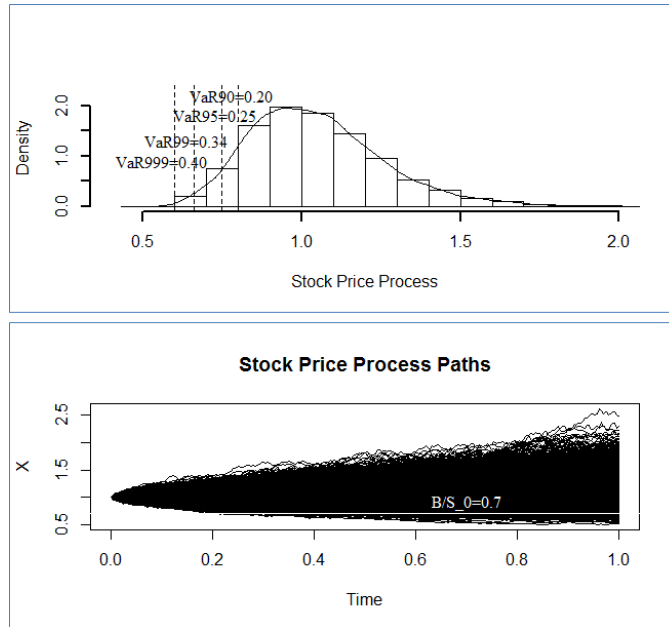 VaR90=0.20
VaR95=0.25
VaR99=0.34
VaR999=0.40
Density
0.0 1.0 2.0
0.5 1.0 1.5 2.0
Stock Price Process
Stock Price Process Paths
X
0.5 1.5 2.5
B/S_0=0.7
0.0 0.2 0.4 0.6 0.8 1.0
Time